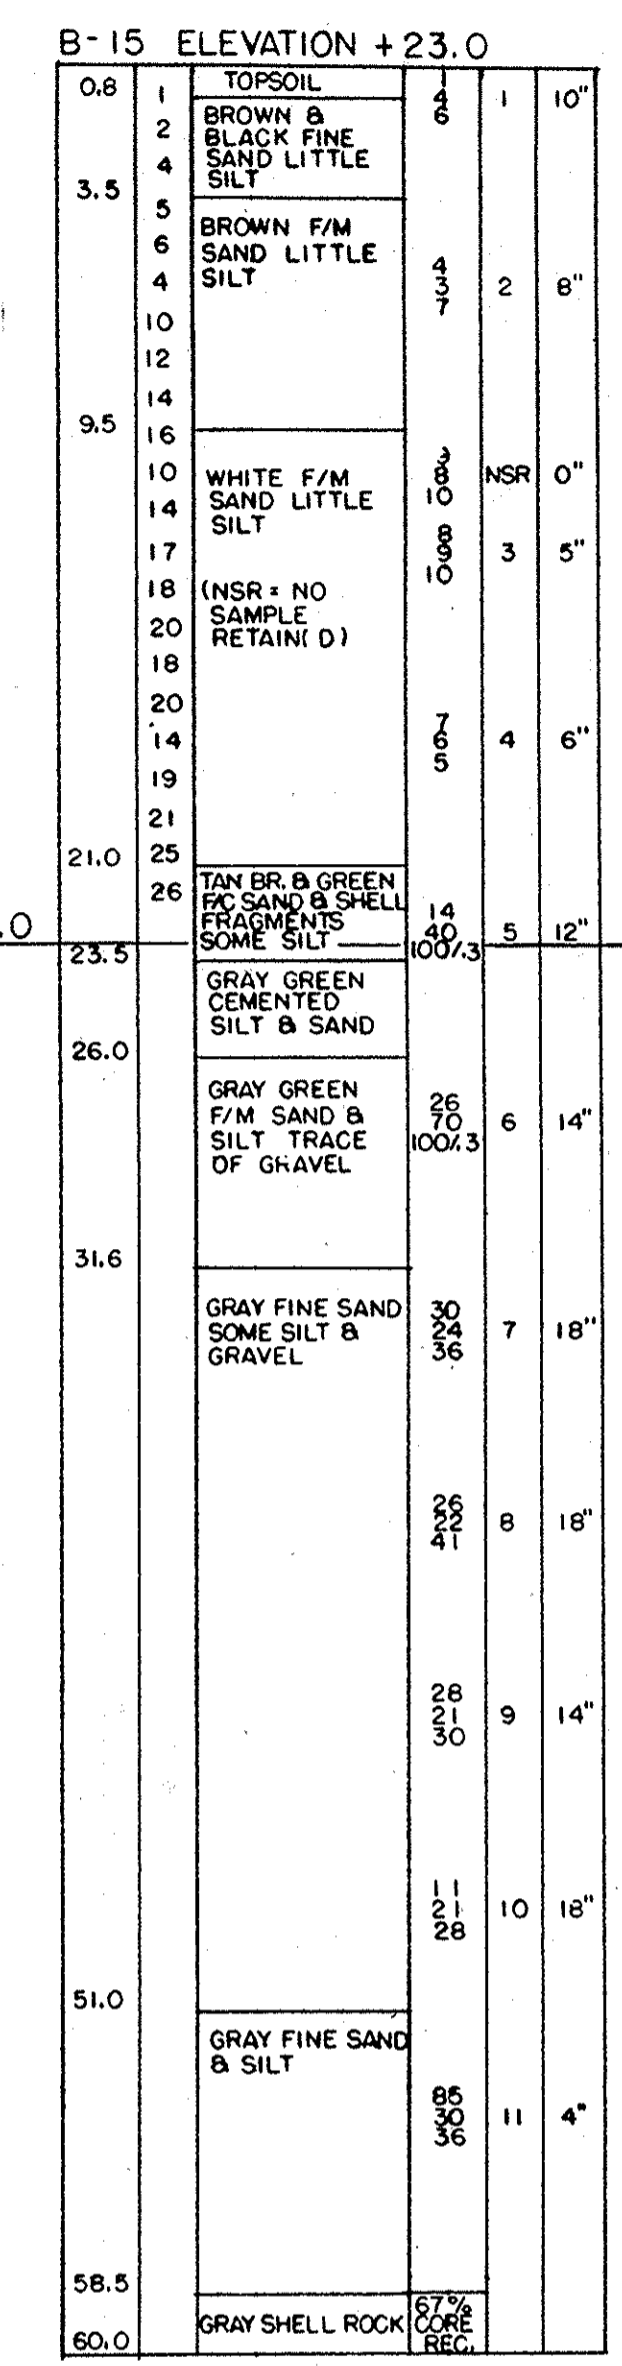 B-15 ELEVATION +23.0
0.8 1 TOPSOIL 1 1 10"
4
6
2 BROWN &
BLACK FINE
4 SAND LITTLE
SILT
3.5
5
BROWN F/M
6 SAND LITTLE
4 SILT 4
3 2 8"
7
10
12
14
9.5
16
10 WHITE F/M 3
8 NSR 0"
10
14 SAND LITTLE
SILT 8
17 9 3 5"
10
18 (NSR = NO
SAMPLE
20 RETAIN( D)
18
20
14 7
6 4 6"
5
19
21
21.0 25
26 TAN BR. & GREEN
F/C SAND & SHELL
FRAGMENTS 14
.0 SOME SILT 40 5 12"
23.5 100/.3
GRAY GREEN
CEMENTED
SILT & SAND
26.0
GRAY GREEN 26
F/M SAND & 70 6 14"
SILT TRACE 100/.3
OF GRAVEL
31.6
GRAY FINE SAND 30
SOME SILT & 24 7 18"
GRAVEL 36
26
22 8 18"
41
28
21 9 14"
30
11
21 10 18"
28
51.0
GRAY FINE SAND
& SILT
85
30 11 4"
36
58.5
67%
GRAY SHELL ROCK CORE
60.0 REC.